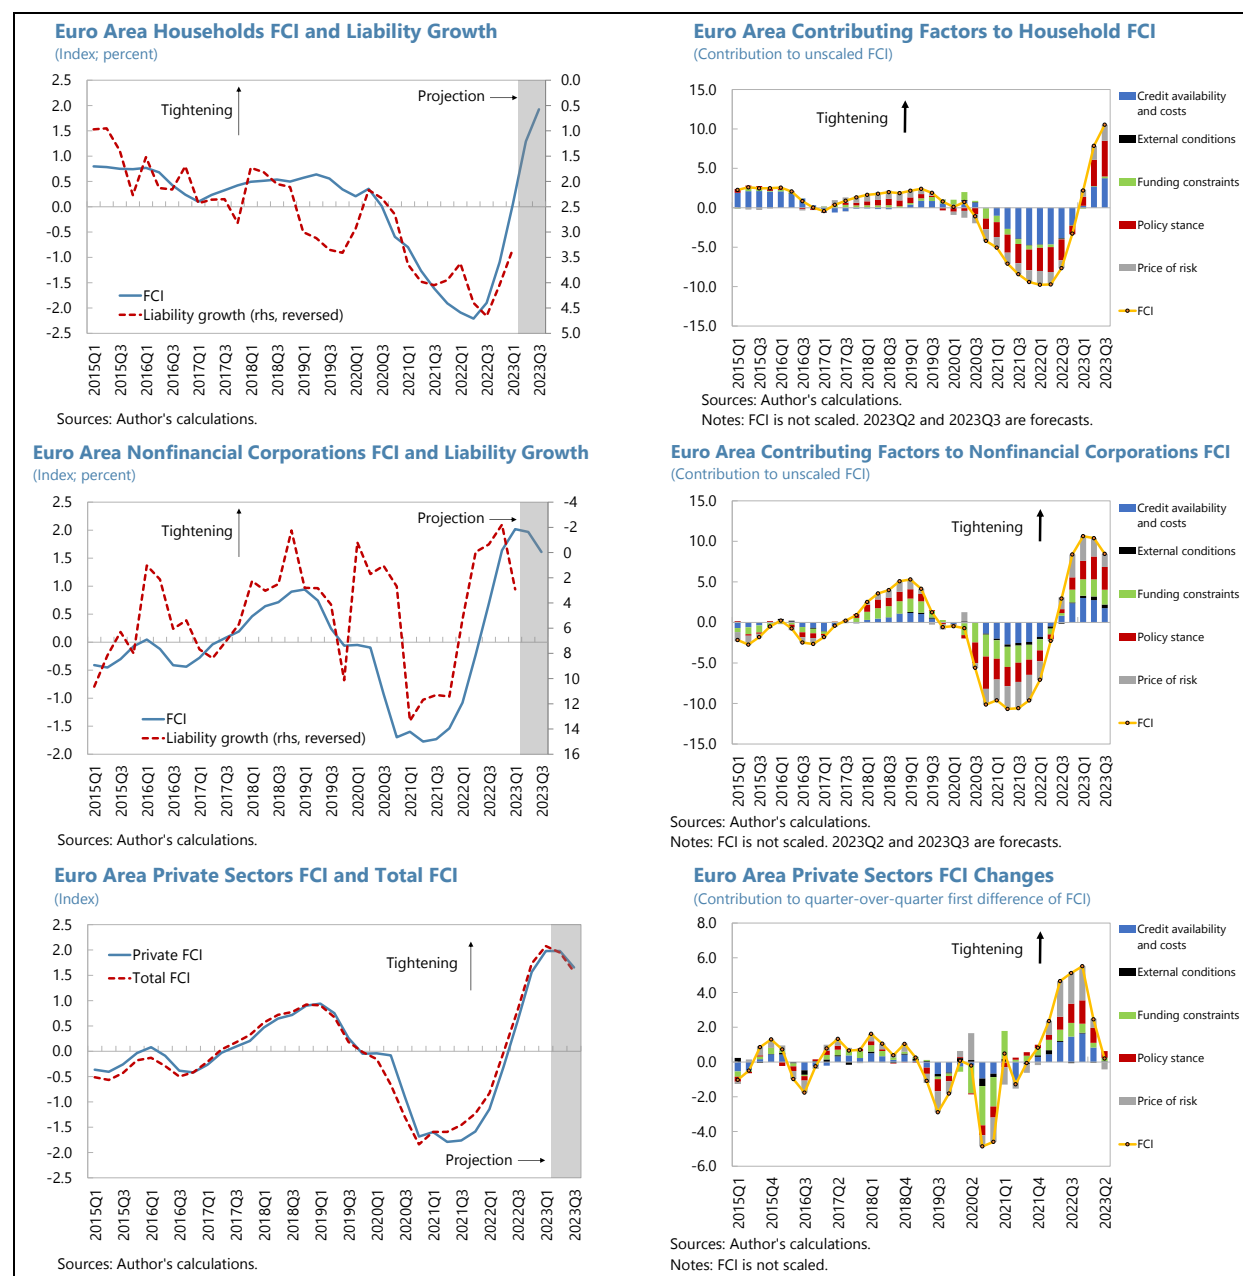 Euro Area Households FCI and Liability Growth
(Index; percent)
2.5
2.0
1.5
1.0
0.5
0.0
-0.5
-1.0
-1.5
-2.0
-2.5
0.0
0.5
1.0
1.5
2.0
2.5
3.0
3.5
4.0
4.5
5.0
Tightening
Projection
FCI
Liability growth (rhs, reversed)
2015Q1
2015Q3
2016Q1
2016Q3
2017Q1
2017Q3
2018Q1
2018Q3
2019Q1
2019Q3
2020Q1
2020Q3
2021Q1
2021Q3
2022Q1
2022Q3
2023Q1
2023Q3
Sources: Author's calculations.
Euro Area Contributing Factors to Household FCI
(Contribution to unscaled FCI)
15.0
10.0
5.0
0.0
-5.0
-10.0
-15.0
Tightening
Credit availability
and costs
External conditions
Funding constraints
Policy stance
Price of risk
FCI
2015Q1
2015Q3
2016Q1
2016Q3
2017Q1
2017Q3
2018Q1
2018Q3
2019Q1
2019Q3
2020Q1
2020Q3
2021Q1
2021Q3
2022Q1
2022Q3
2023Q1
2023Q3
Sources: Author's calculations.
Notes: FCI is not scaled. 2023Q2 and 2023Q3 are forecasts.
Euro Area Nonfinancial Corporations FCI and Liability Growth
(Index; percent)
2.5
2.0
1.5
1.0
0.5
0.0
-0.5
-1.0
-1.5
-2.0
-4
-2
0
2
4
6
8
10
12
14
16
Tightening
Projection
FCI
Liability growth (rhs, reversed)
2015Q1
2015Q3
2016Q1
2016Q3
2017Q1
2017Q3
2018Q1
2018Q3
2019Q1
2019Q3
2020Q1
2020Q3
2021Q1
2021Q3
2022Q1
2022Q3
2023Q1
2023Q3
Sources: Author's calculations.
Euro Area Contributing Factors to Nonfinancial Corporations FCI
(Contribution to unscaled FCI)
15.0
10.0
5.0
0.0
-5.0
-10.0
-15.0
Tightening
Credit availability
and costs
External conditions
Funding constraints
Policy stance
Price of risk
FCI
2015Q1
2015Q3
2016Q1
2016Q3
2017Q1
2017Q3
2018Q1
2018Q3
2019Q1
2019Q3
2020Q1
2020Q3
2021Q1
2021Q3
2022Q1
2022Q3
2023Q1
2023Q3
Sources: Author's calculations.
Notes: FCI is not scaled. 2023Q2 and 2023Q3 are forecasts.
Euro Area Private Sectors FCI and Total FCI
(Index)
2.5
2.0
1.5
1.0
0.5
0.0
-0.5
-1.0
-1.5
-2.0
-2.5
Private FCI
Total FCI
Tightening
Projection
2015Q1
2015Q3
2016Q1
2016Q3
2017Q1
2017Q3
2018Q1
2018Q3
2019Q1
2019Q3
2020Q1
2020Q3
2021Q1
2021Q3
2022Q1
2022Q3
2023Q1
2023Q3
Sources: Author's calculations.
Euro Area Private Sectors FCI Changes
(Contribution to quarter-over-quarter first difference of FCI)
8.0
6.0
4.0
2.0
0.0
-2.0
-4.0
-6.0
Tightening
Credit availability
and costs
External conditions
Funding constraints
Policy stance
Price of risk
FCI
2015Q1
2015Q4
2016Q3
2017Q2
2018Q1
2018Q4
2019Q3
2020Q2
2021Q1
2021Q4
2022Q3
2023Q2
Sources: Author's calculations.
Notes: FCI is not scaled.